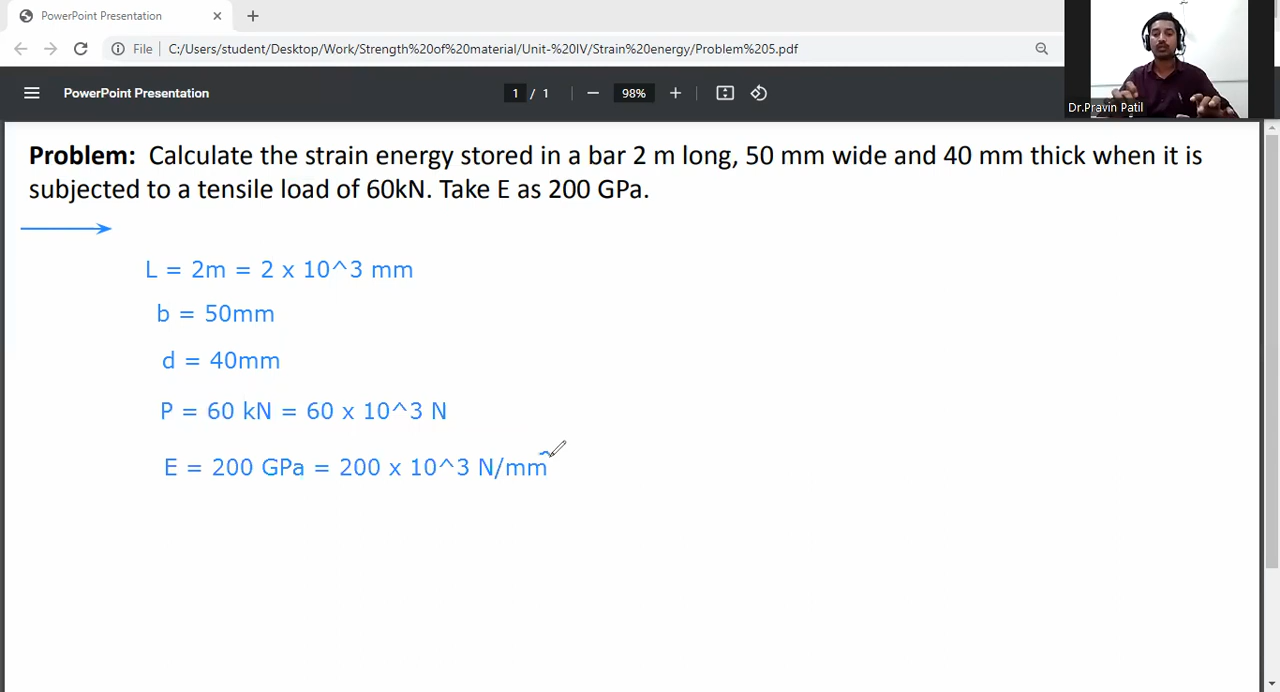 PowerPoint Presentation
File
C:/Users/student/Desktop/Work/Strength%20of%20material/Unit-%20IV/Strain%20energy/Problem%205.pdf
PowerPoint Presentation
1 / 1
98%
Dr.Pravin Patil
Problem: Calculate the strain energy stored in a bar 2 m long, 50 mm wide and 40 mm thick when it is
subjected to a tensile load of 60kN. Take E as 200 GPa.
L = 2m = 2 x 10^3 mm
b = 50mm
d = 40mm
P = 60 kN = 60 x 10^3 N
E = 200 GPa = 200 x 10^3 N/mm